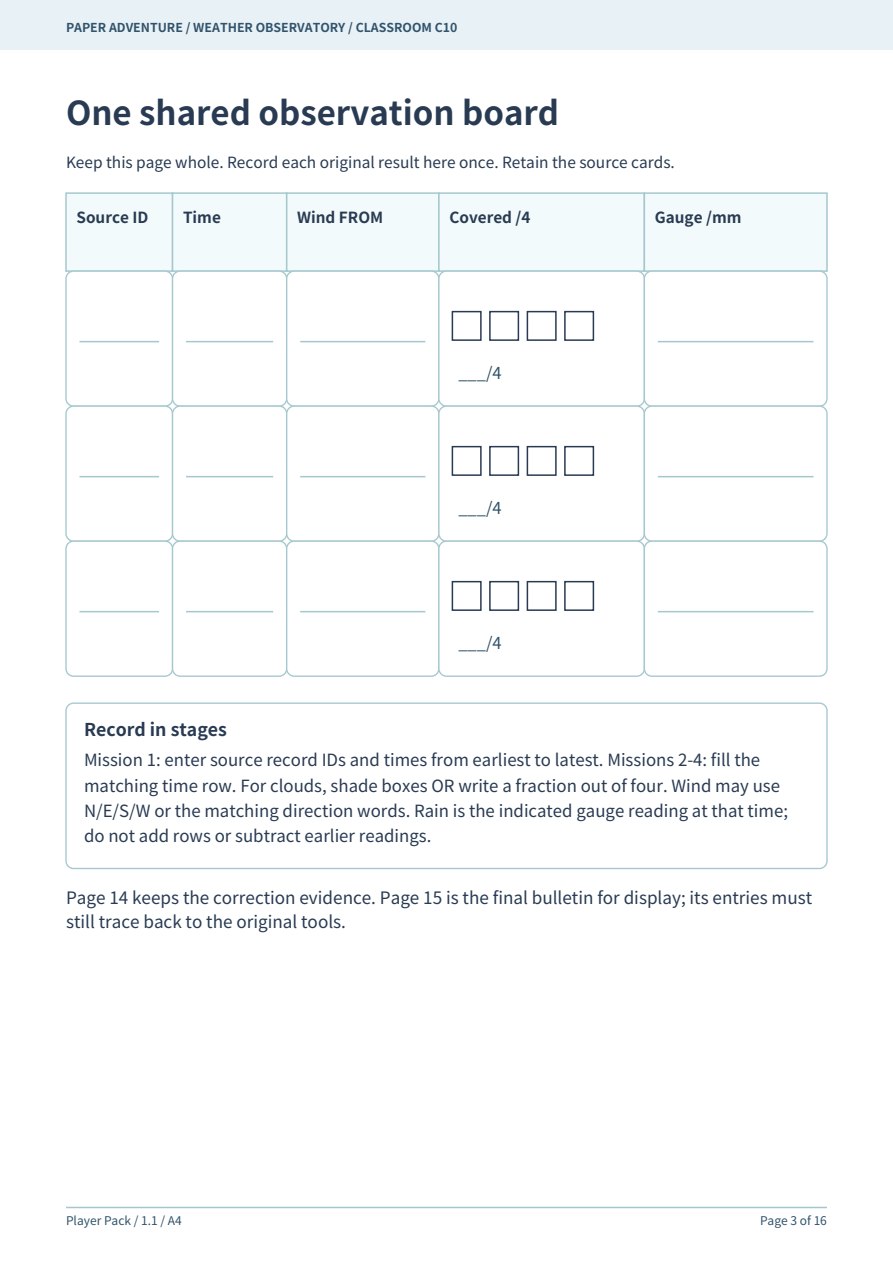 PAPER ADVENTURE / WEATHER OBSERVATORY / CLASSROOM C10
One shared observation board
Keep this page whole. Record each original result here once. Retain the source cards.
Source ID Time Wind FROM Covered /4 Gauge /mm
___/4
___/4
___/4
Record in stages
Mission 1: enter source record IDs and times from earliest to latest. Missions 2-4: fill the
matching time row. For clouds, shade boxes OR write a fraction out of four. Wind may use
N/E/S/W or the matching direction words. Rain is the indicated gauge reading at that time;
do not add rows or subtract earlier readings.
Page 14 keeps the correction evidence. Page 15 is the final bulletin for display; its entries must
still trace back to the original tools.
Player Pack / 1.1 / A4 Page 3 of 16